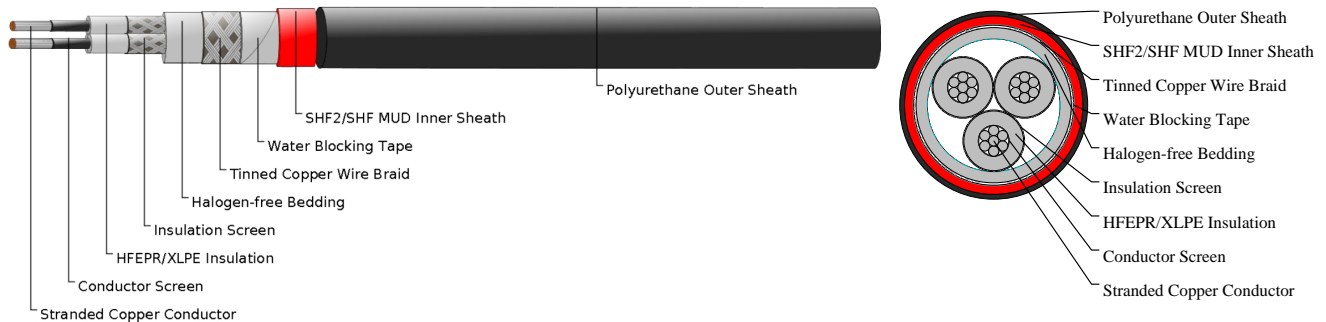 Polyurethane Outer Sheath
SHF2/SHF MUD Inner Sheath
Water Blocking Tape
Tinned Copper Wire Braid
Halogen-free Bedding
Insulation Screen
HFEPR/XLPE Insulation
Conductor Screen
Stranded Copper Conductor
Polyurethane Outer Sheath
SHF2/SHF MUD Inner Sheath
Tinned Copper Wire Braid
Water Blocking Tape
Halogen-free Bedding
Insulation Screen
HFEPR/XLPE Insulation
Conductor Screen
Stranded Copper Conductor